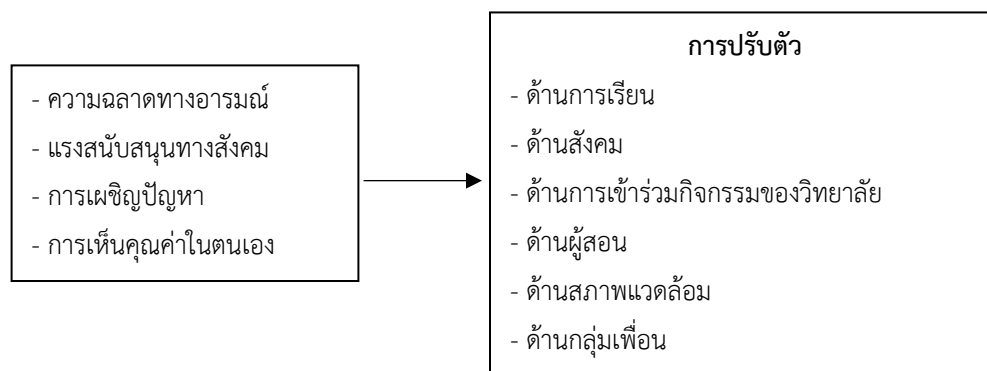 - ความฉลาดทางอารมณ์
- แรงสนับสนุนทางสังคม
- การเผชิญปัญหา
- การเห็นคุณค่าในตนเอง
การปรับตัว
- ด้านการเรียน
- ด้านสังคม
- ด้านการเข้าร่วมกิจกรรมของวิทยาลัย
- ด้านผู้สอน
- ด้านสภาพแวดล้อม
- ด้านกลุ่มเพื่อน